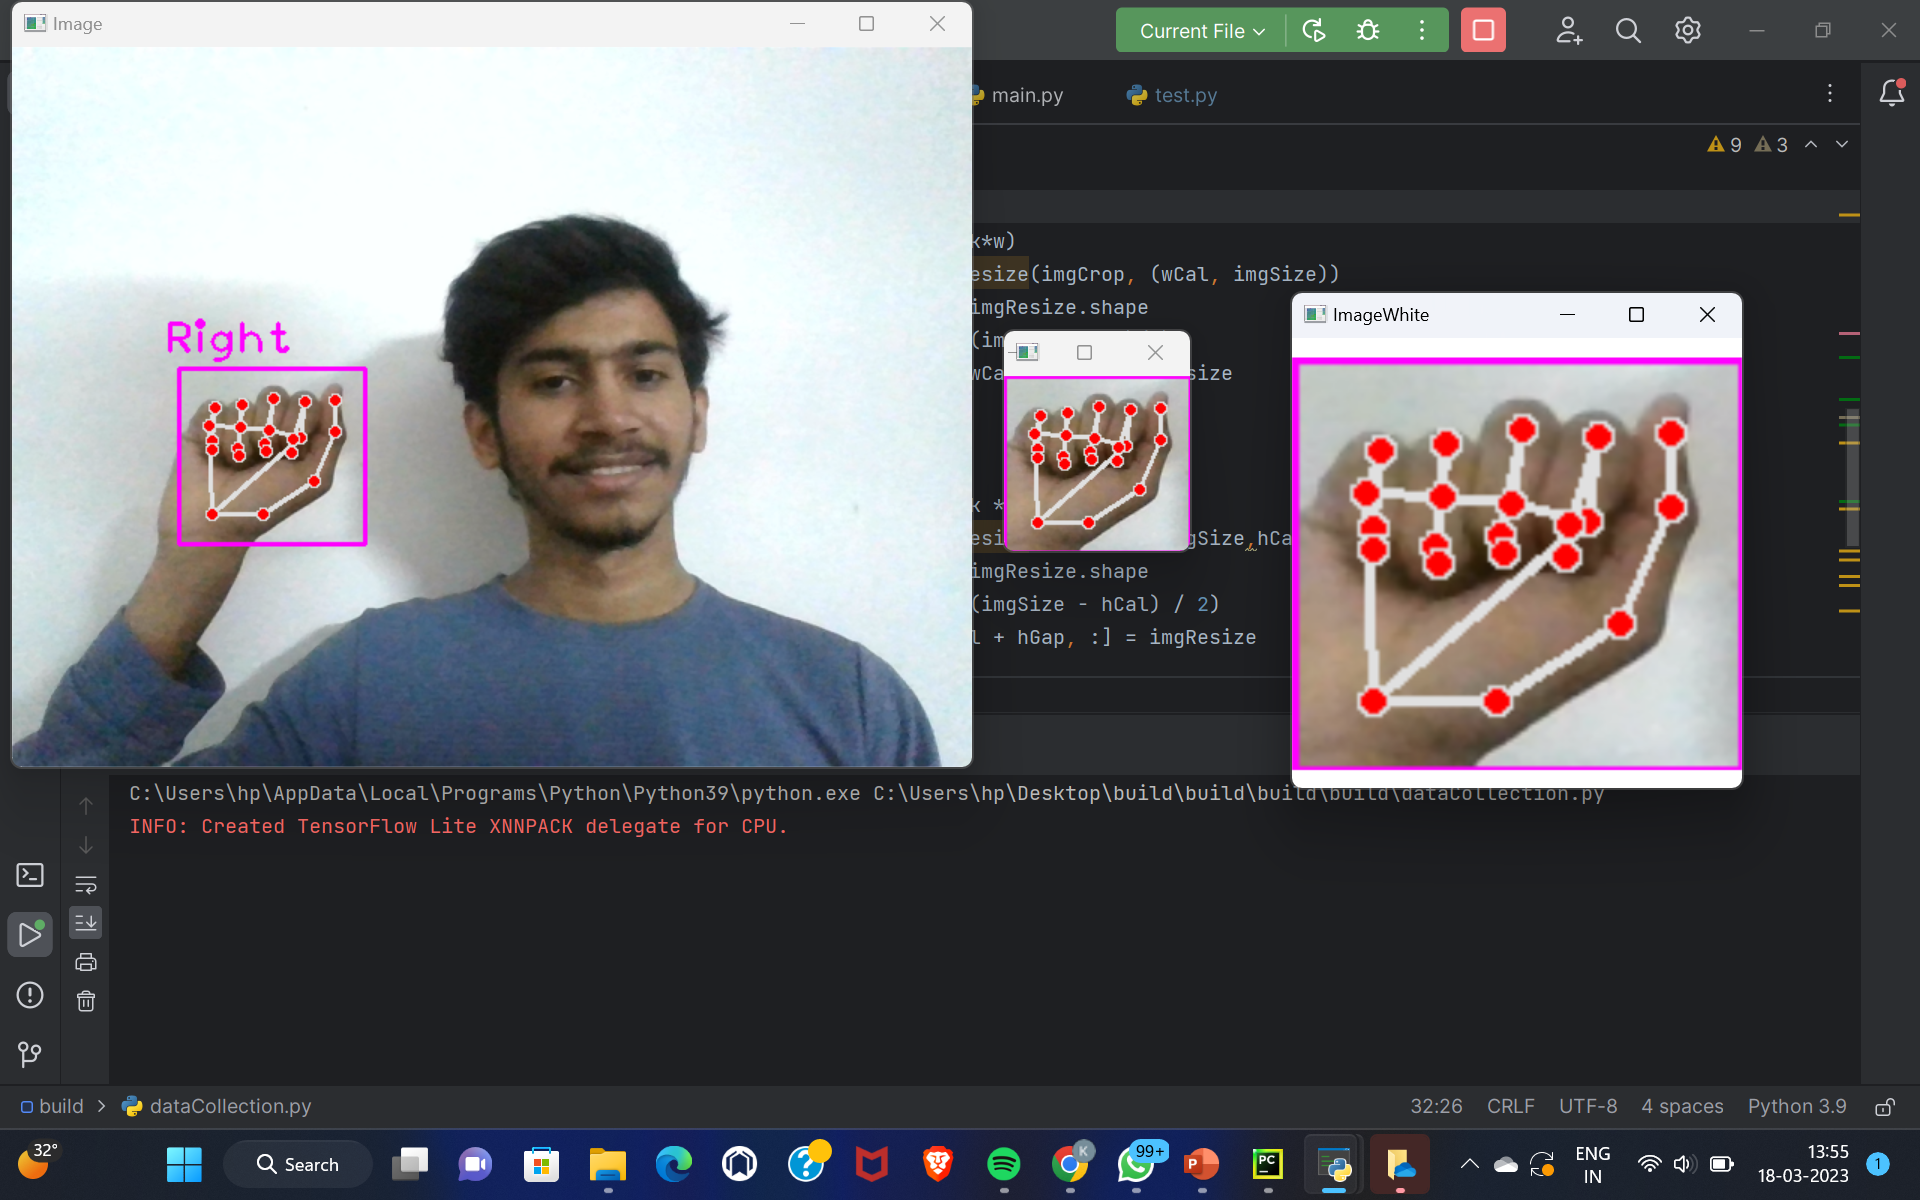 Image
Current File
main.py
test.py
9 3
k*w)
esize(imgCrop, (wCal, imgSize))
imgResize.shape
(im
wCa size
Right
ImageWhite
k *
esi gSize,hCa
imgResize.shape
(imgSize - hCal) / 2)
l + hGap, :] = imgResize
C:\Users\hp\AppData\Local\Programs\Python\Python39\python.exe C:\Users\hp\Desktop\build\build\build\build\dataCollection.py
INFO: Created TensorFlow Lite XNNPACK delegate for CPU.
build > dataCollection.py
32:26 CRLF UTF-8 4 spaces Python 3.9
32°
Search
K
99+
P
PC
ENG
IN
13:55
18-03-2023
1